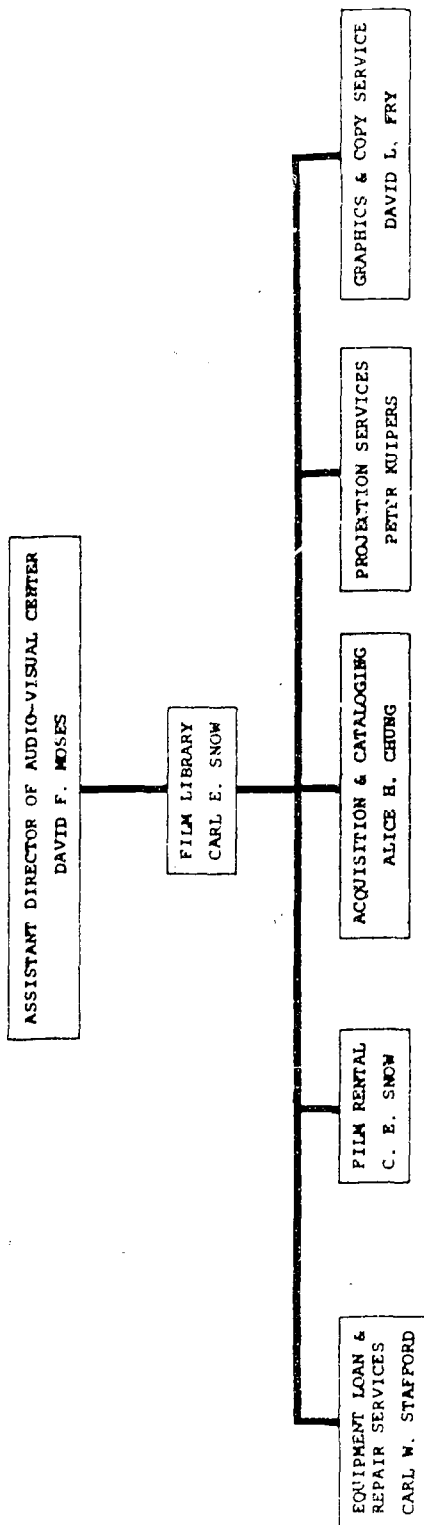 ASSISTANT DIRECTOR OF AUDIO-VISUAL CENTER
DAVID F. MOSES
FILM LIBRARY
CARL E. SNOW
EQUIPMENT LOAN &
REPAIR SERVICES
CARL W. STAFFORD
FILM RENTAL
C. E. SNOW
ACQUISITION & CATALOGING
ALICE H. CHUNG
PROJECTION SERVICES
PETER KUIPERS
GRAPHICS & COPY SERVICE
DAVID L. FRY